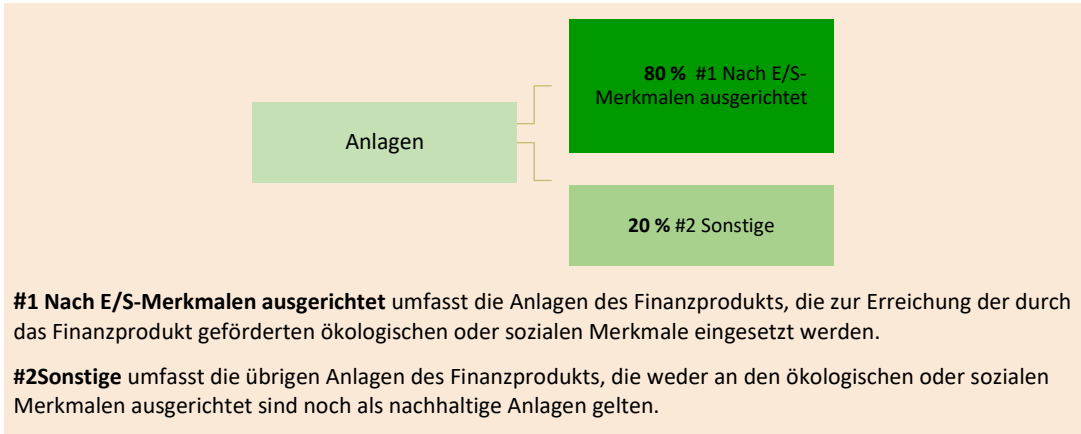 80 % #1 Nach E/S-
Merkmalen ausgerichtet
Anlagen
20 % #2 Sonstige
#1 Nach E/S-Merkmalen ausgerichtet umfasst die Anlagen des Finanzprodukts, die zur Erreichung der durch
das Finanzprodukt geförderten ökologischen oder sozialen Merkmale eingesetzt werden.
#2Sonstige umfasst die übrigen Anlagen des Finanzprodukts, die weder an den ökologischen oder sozialen
Merkmalen ausgerichtet sind noch als nachhaltige Anlagen gelten.